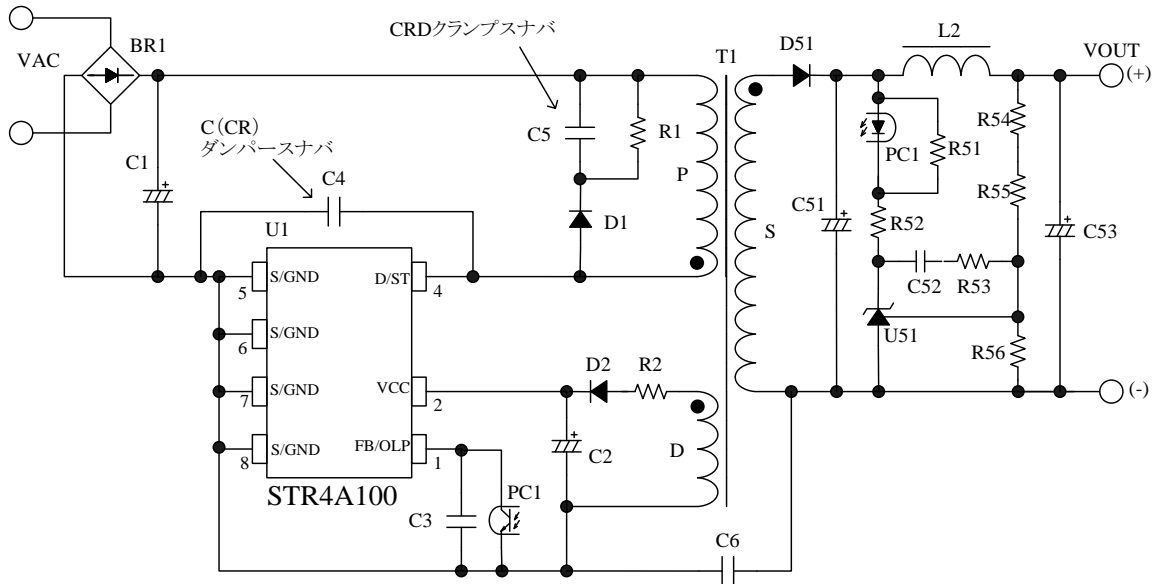 CRDクランプスナバ
VAC
BR1
T1
D51
L2
VOUT
(+)
C(CR)
ダンパースナバ
C1
C4
C5
R1
D1
P
S
PC1
R51
R54
R55
C51
R52
C53
C52
R53
U51
R56
(-)
U1
S/GND
5
D/ST
4
S/GND
6
S/GND
7
VCC
2
S/GND
8
FB/OLP
1
STR4A100
D2
R2
C2
D
C3
PC1
C6